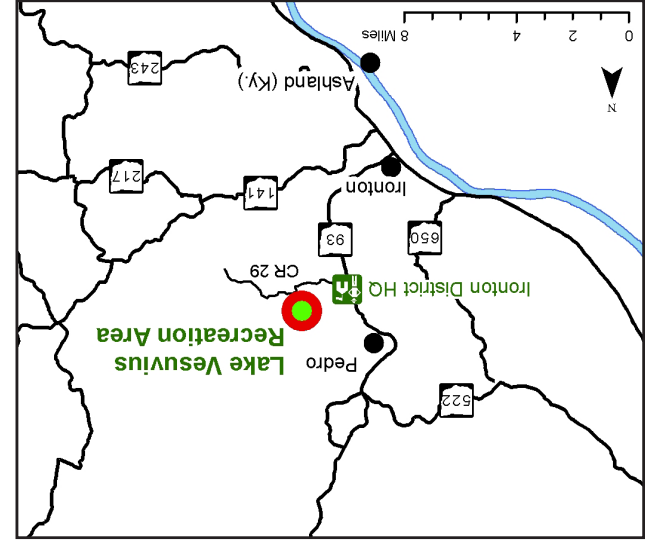 522
Pedro
Lake Vesuvius
Recreation Area
Ironton District HQ
CR 29
650
93
141
Ironton
217
Ashland (Ky.)
243
N
0 2 4 8 Miles